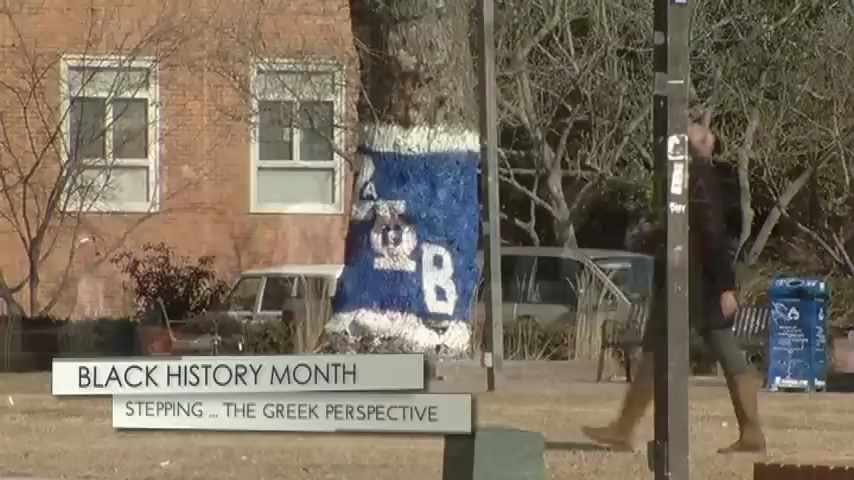 BLACK HISTORY MONTH
STEPPING ... THE GREEK PERSPECTIVE
Φ
B